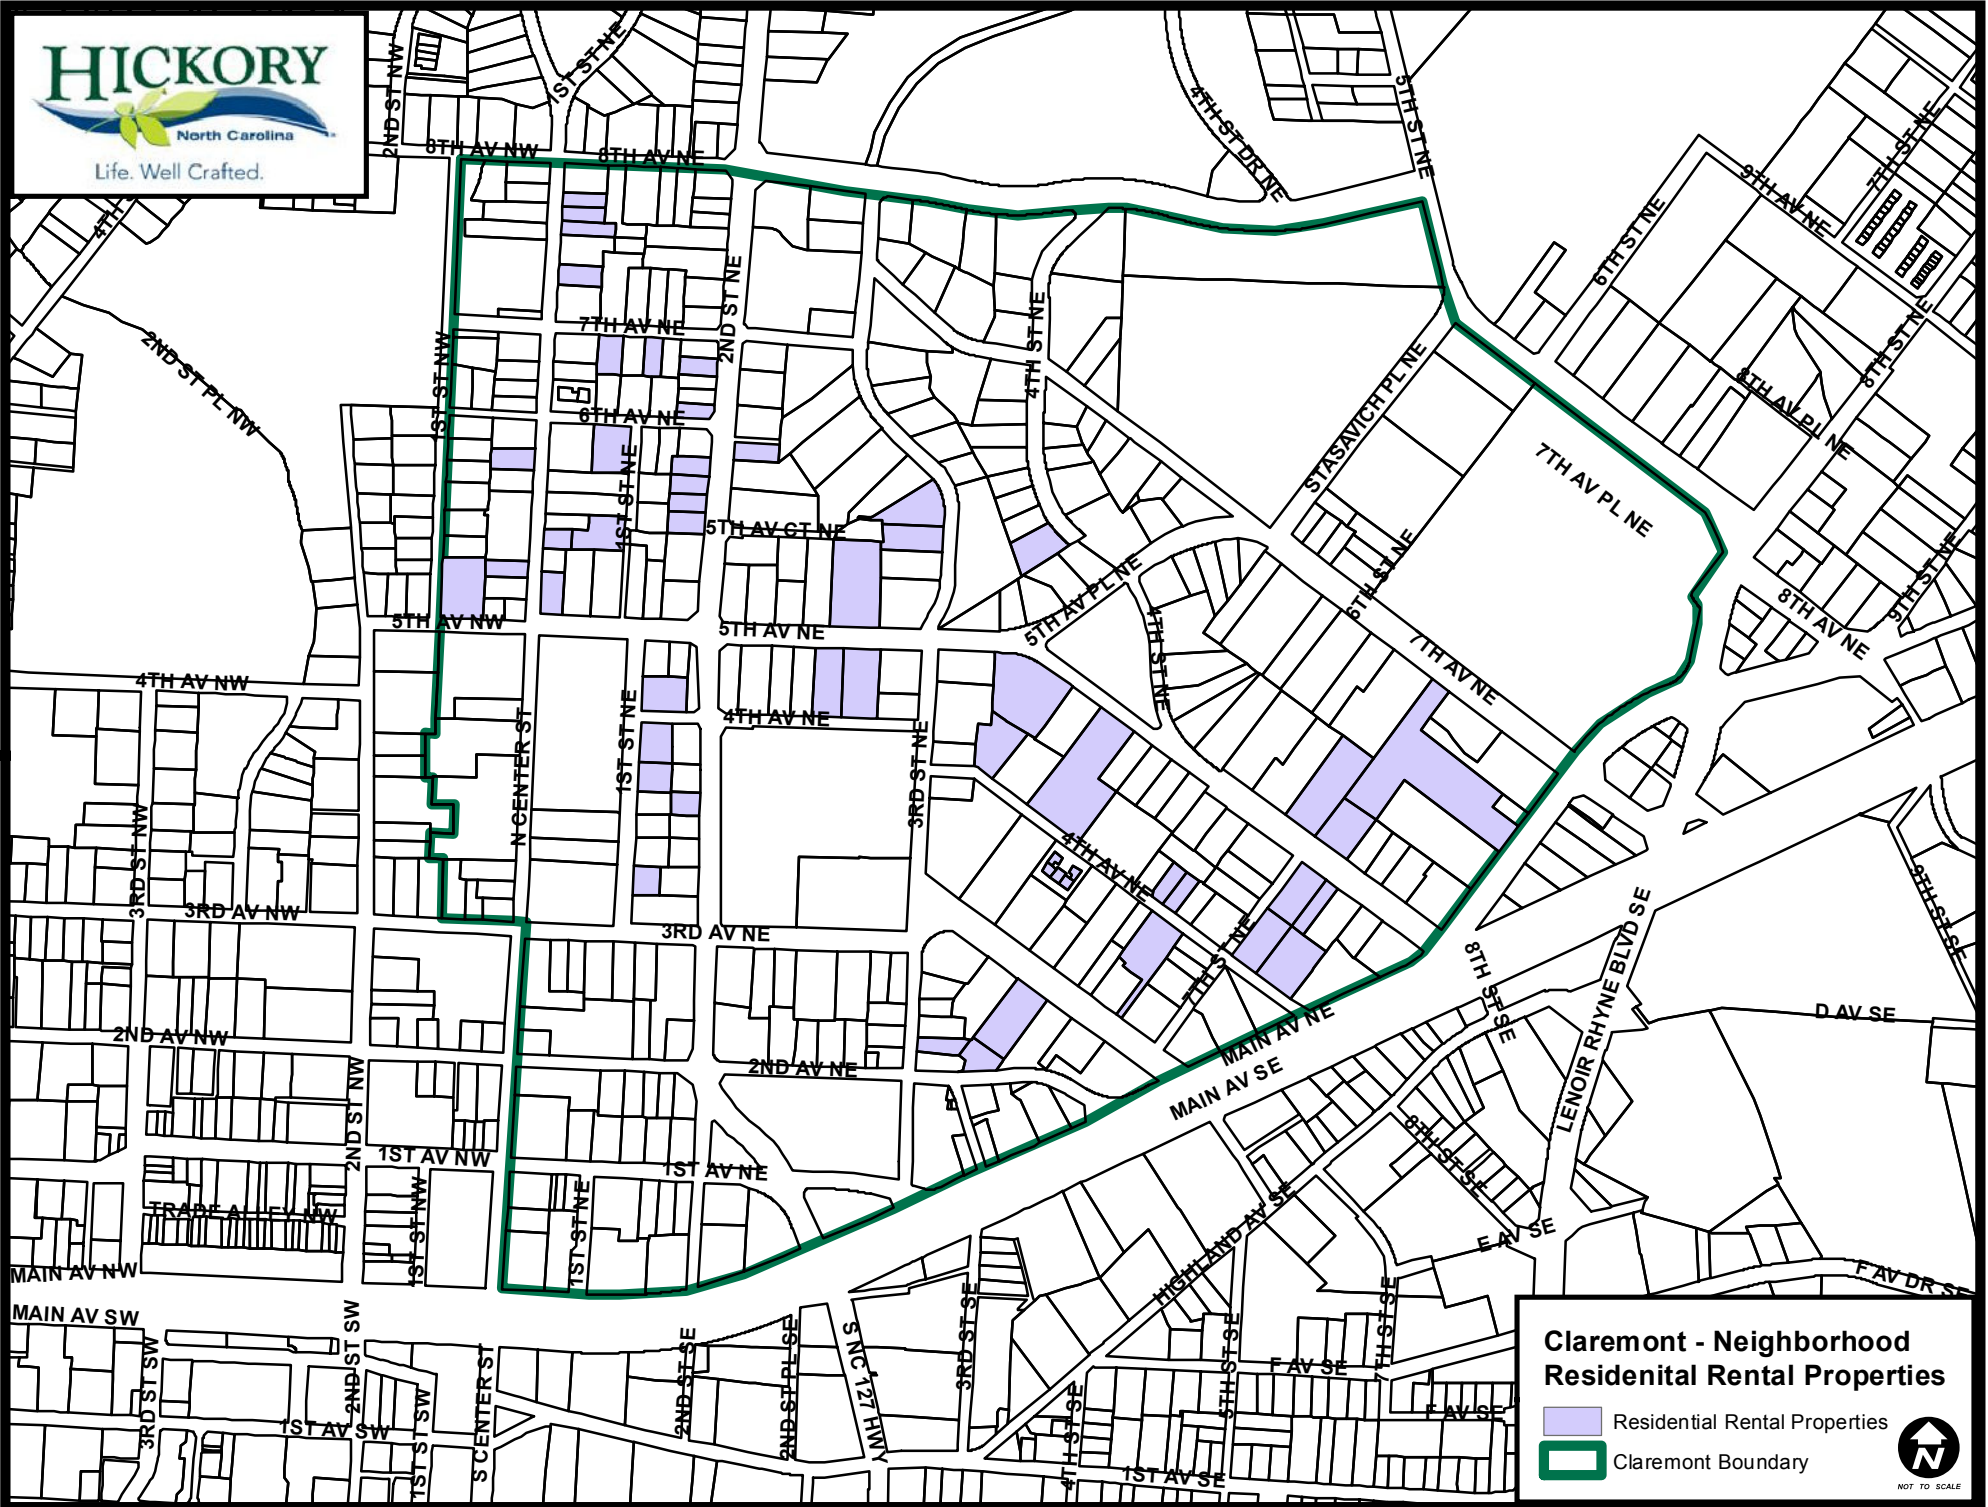 HICKORY
North Carolina
Life. Well Crafted.
2ND ST NW
1ST ST NE
8TH AV NW
8TH AV NE
4TH ST DR NE
5TH ST NE
7TH ST NE
9TH AV NE
6TH ST NE
4TH
2ND ST NE
7TH AV NE
4TH ST NE
8TH ST NE
2ND ST PL NW
1ST ST NW
6TH AV NE
STASAVICH PL NE
8TH AV PL NE
1ST ST NE
5TH AV CT NE
7TH AV PL NE
6TH ST NE
5TH AV PL NE
9TH ST NE
8TH AV NE
5TH AV NW
5TH AV NE
4TH ST NE
7TH AV NE
4TH AV NW
N CENTER ST
1ST ST NE
4TH AV NE
3RD ST NE
3RD ST NW
4TH AV NE
9TH ST SE
3RD AV NW
3RD AV NE
7TH ST NE
8TH ST SE
LENOIR RHYNE BLVD SE
D AV SE
2ND AV NW
2ND AV NE
MAIN AV NE
MAIN AV SE
2ND ST NW
1ST AV NW
1ST AV NE
8TH ST SE
TRADE ALLEY NW
1ST ST NW
1ST ST NE
HIGHLAND AV SE
E AV SE
F AV DR SE
MAIN AV NW
MAIN AV SW
3RD ST SW
2ND ST SW
S CENTER ST
2ND ST SE
2ND ST PL SE
S NC 127 HWY
3RD ST SE
5TH ST SE
7TH ST SE
F AV SE
F AV SE
1ST AV SW
1ST ST SW
4TH ST SE
1ST AV SE
Claremont - Neighborhood
Residenital Rental Properties
Residential Rental Properties
Claremont Boundary
N
NOT TO SCALE